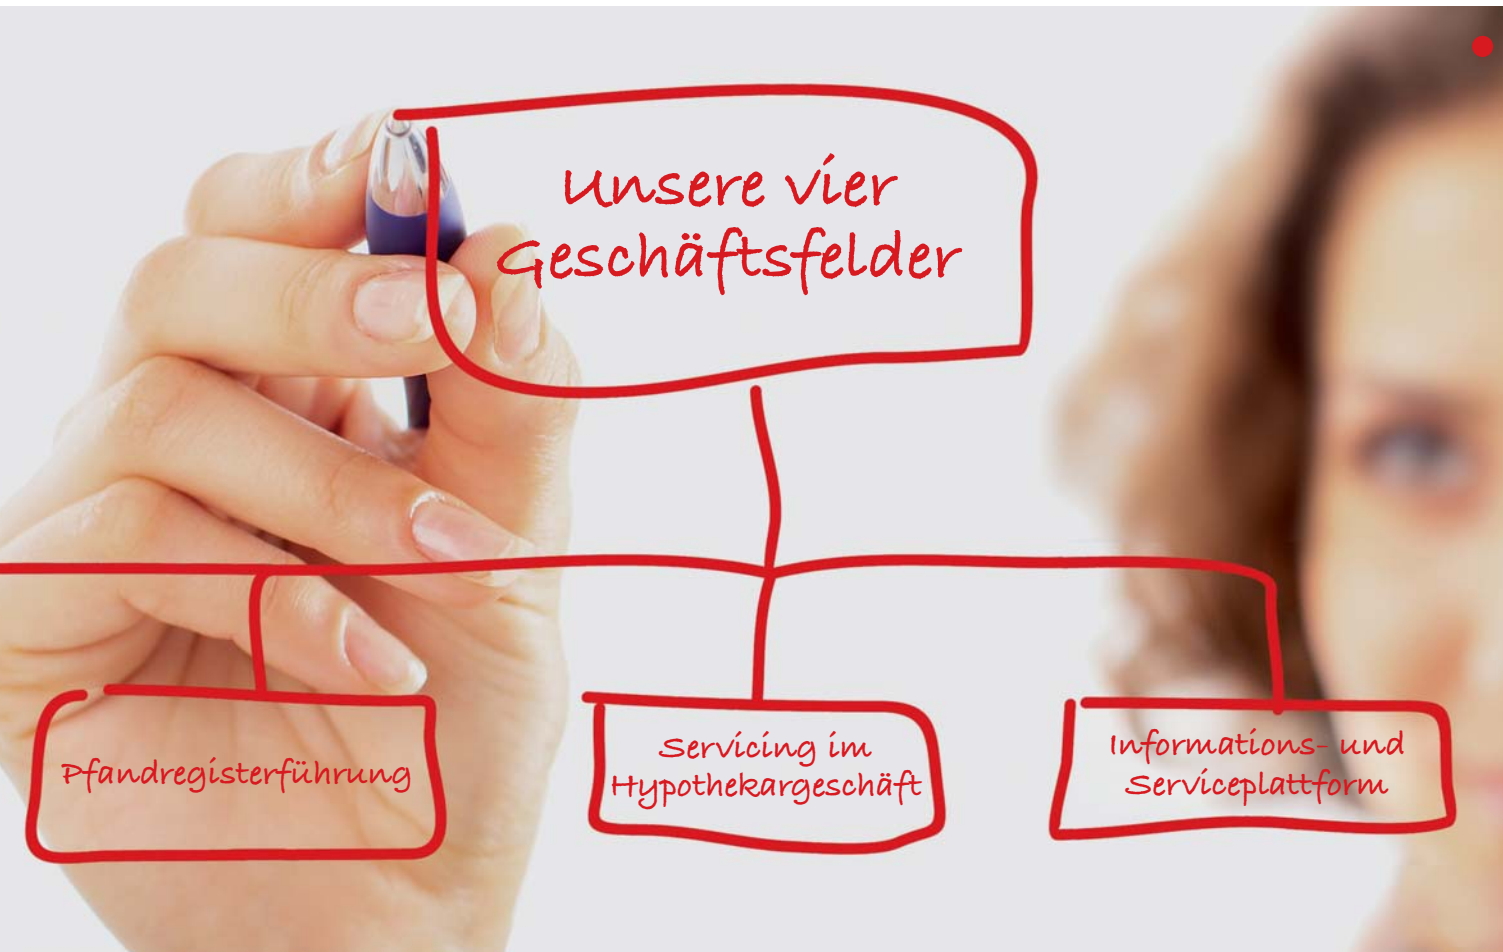 Unsere vier
Geschäftsfelder
Pfandregisterführung
Servicing im
Hypothekargeschäft
Informations- und
Serviceplattform